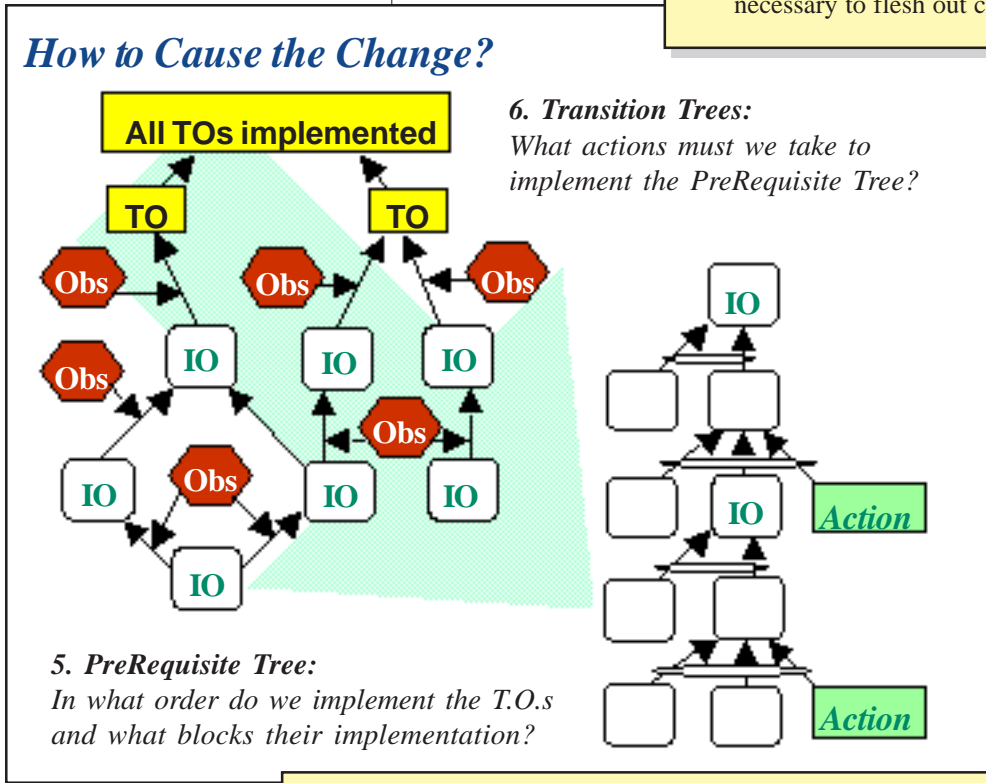 necessary to flesh out c
How to Cause the Change?
All TOs implemented
TO
TO
Obs
Obs
Obs
IO
IO
IO
Obs
Obs
Obs
IO
IO
IO
IO
5. PreRequisite Tree:
In what order do we implement the T.O.s
and what blocks their implementation?
6. Transition Trees:
What actions must we take to
implement the PreRequisite Tree?
IO
IO
Action
Action